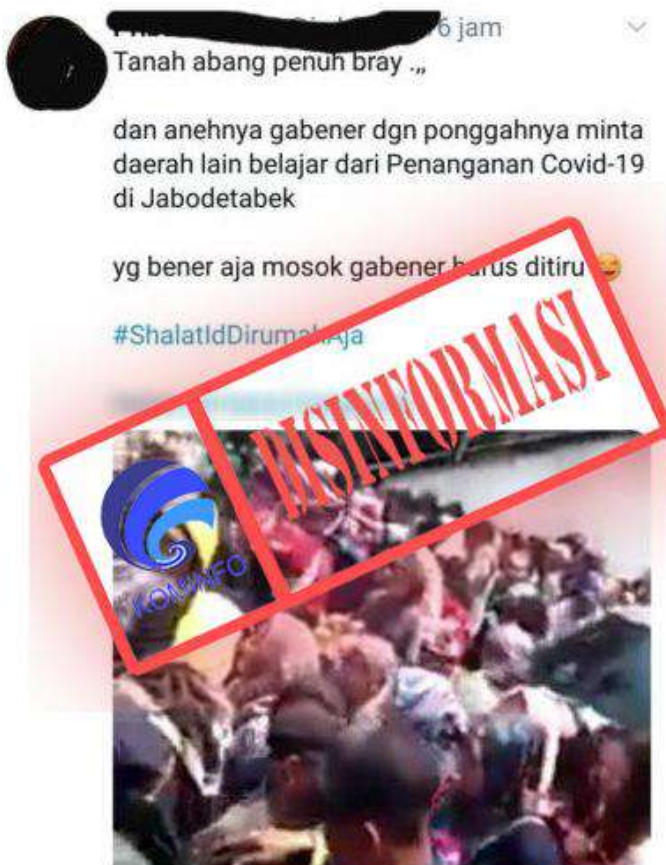 6 jam
Tanah abang penuh bray .,,
dan anehnya gabener dgn ponggahnya minta
daerah lain belajar dari Penanganan Covid-19
di Jabodetabek
yg bener aja mosok gabener harus ditiru 😄
#ShalatIdDirumahAja
DISINFORMASI
KOMINFO